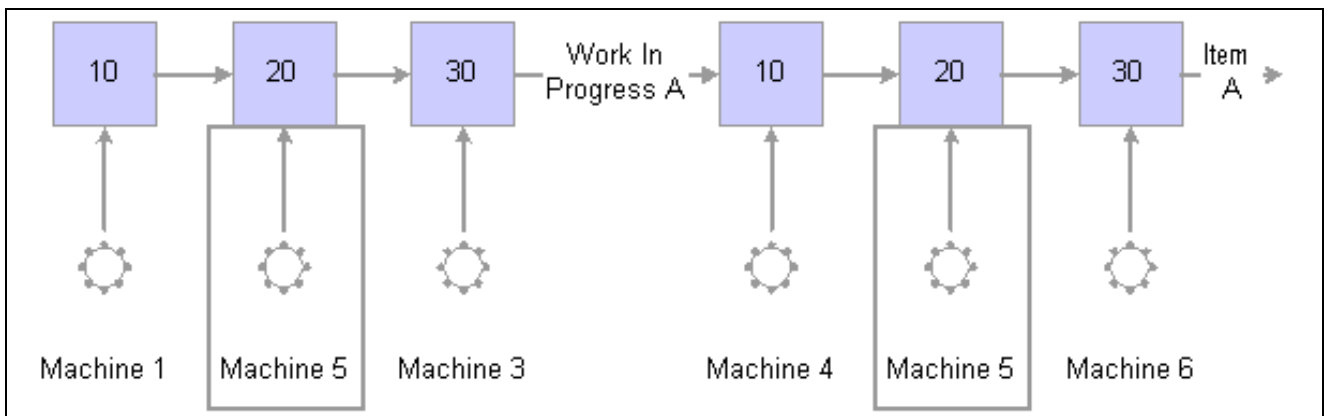 10
20
30
Work In
Progress A
10
20
30
Item
A
Machine 1
Machine 5
Machine 3
Machine 4
Machine 5
Machine 6